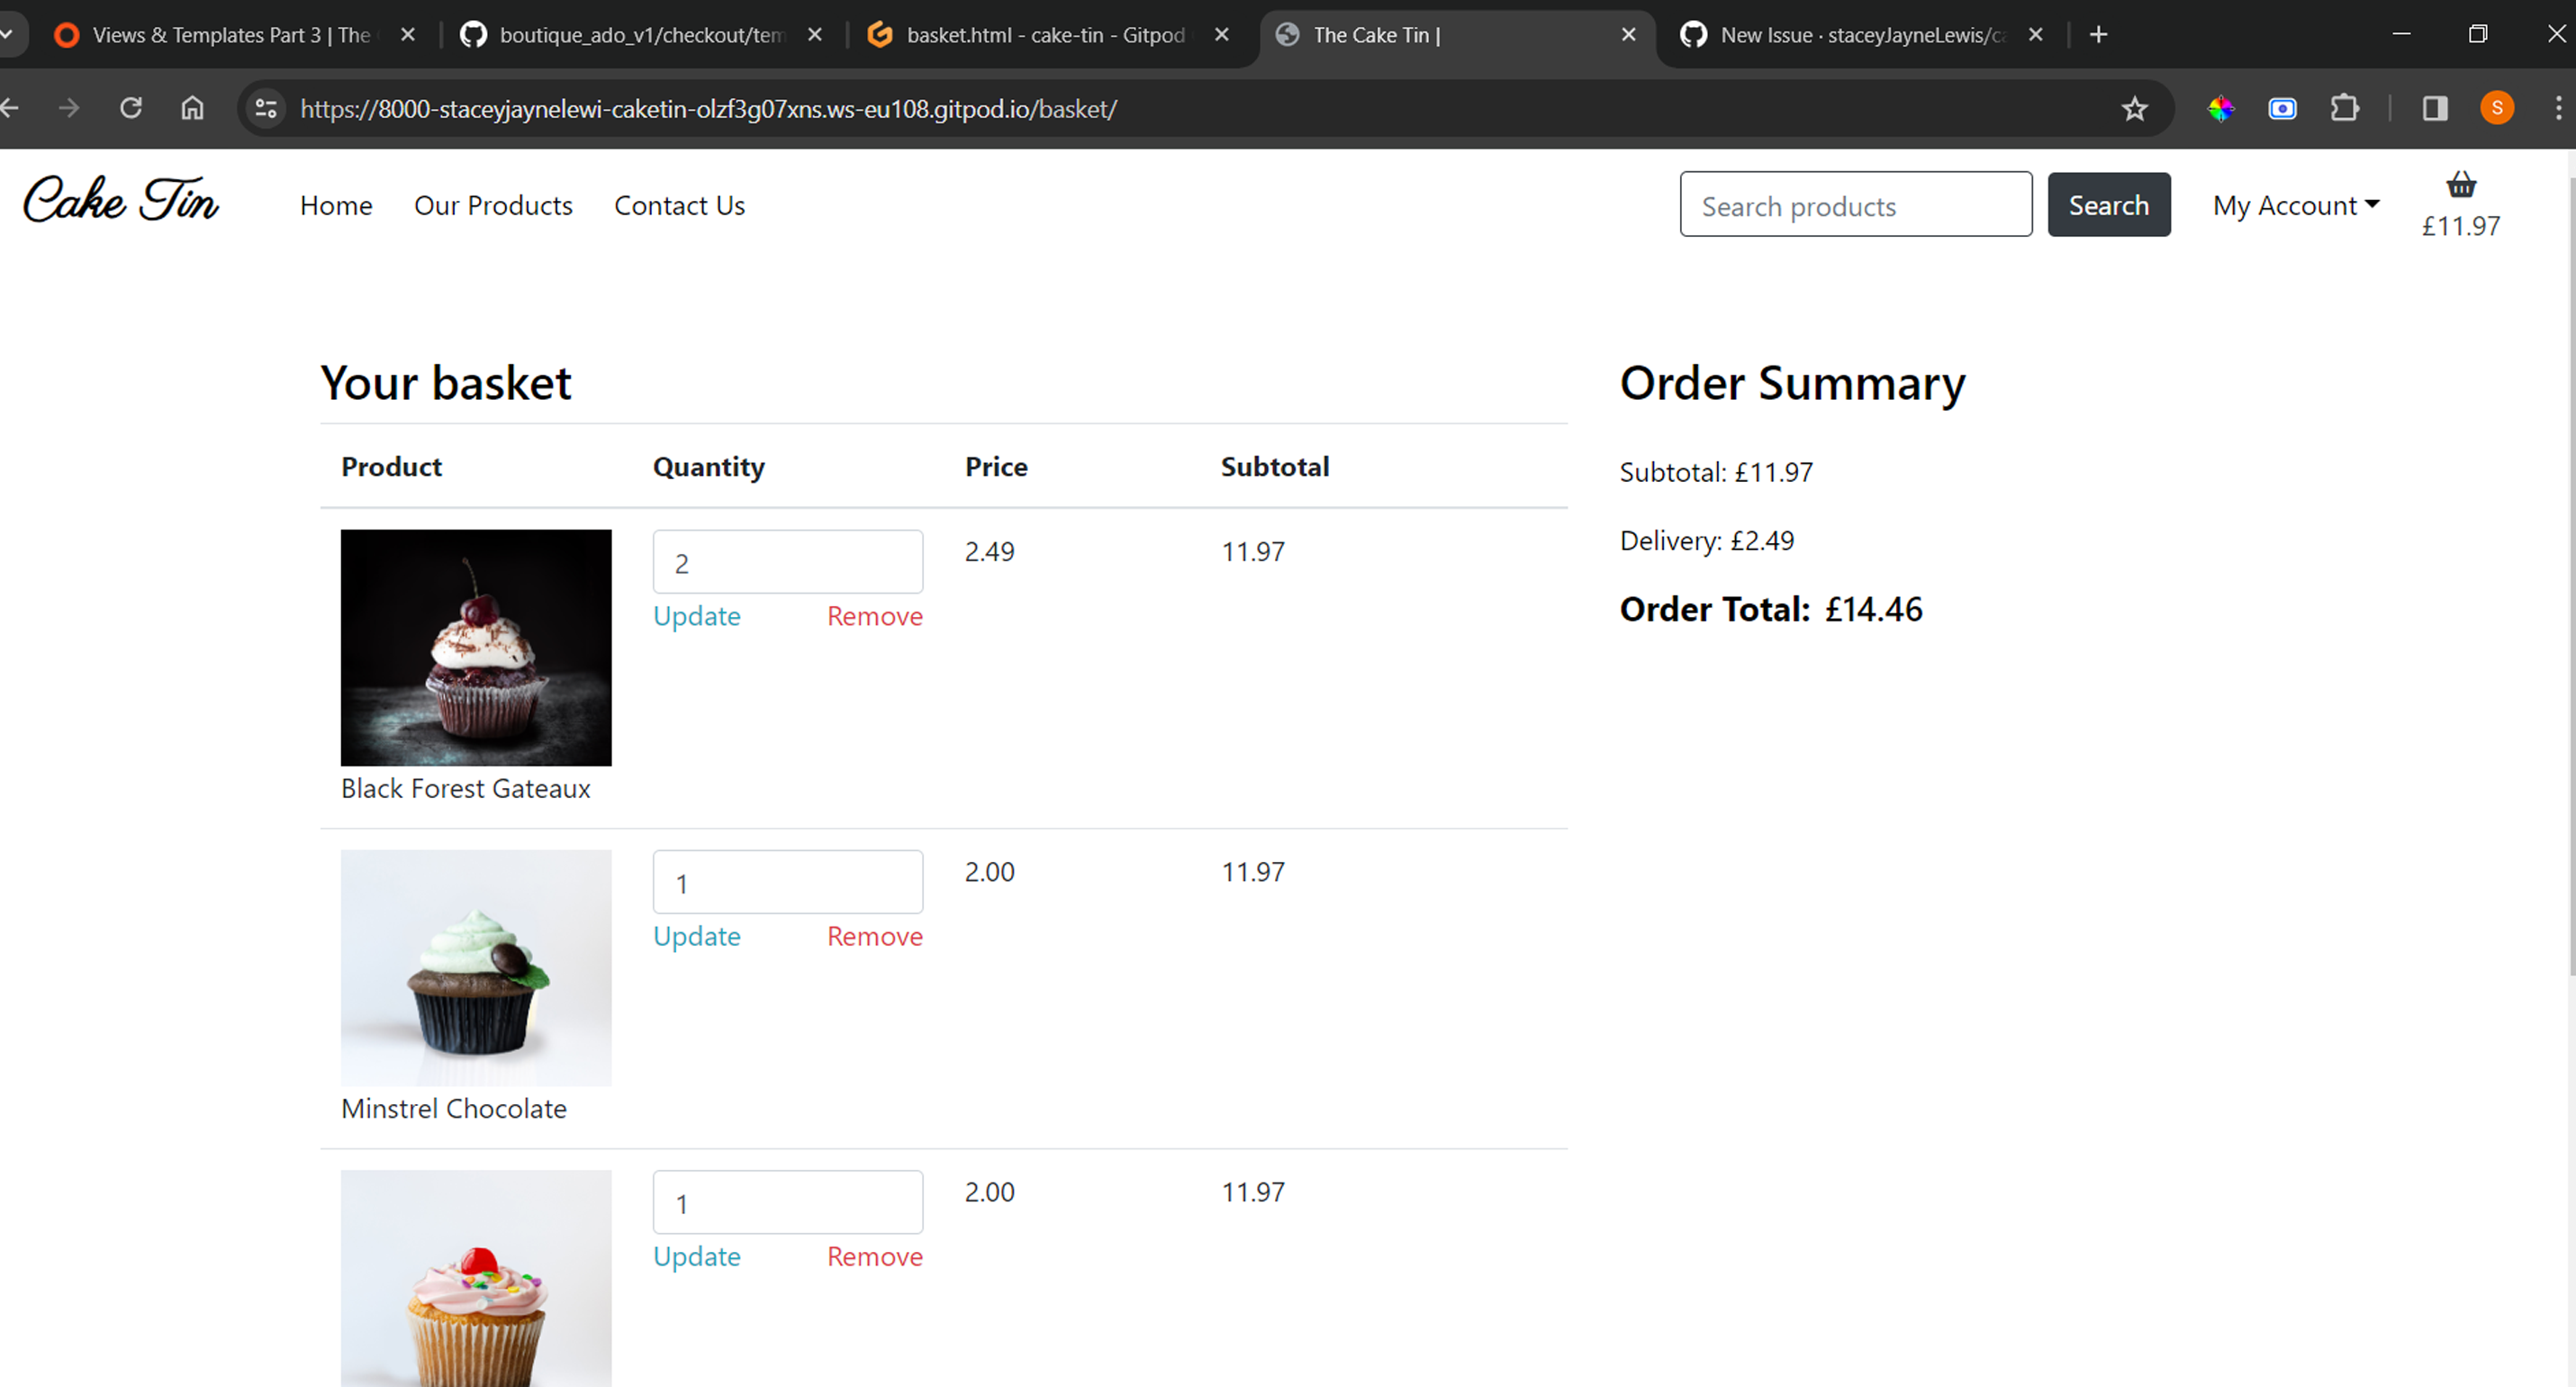 Views & Templates Part 3 | The
boutique_ado_v1/checkout/tem
basket.html - cake-tin - Gitpod
The Cake Tin |
New Issue · staceyJayneLewis/ca
https://8000-staceyjaynelewi-caketin-olzf3g07xns.ws-eu108.gitpod.io/basket/
S
Cake Tin
Home
Our Products
Contact Us
Search products
Search
My Account
£11.97
Your basket
Product Quantity Price Subtotal
2 2.49 11.97
Update Remove
Black Forest Gateaux
1 2.00 11.97
Update Remove
Minstrel Chocolate
1 2.00 11.97
Update Remove
Order Summary
Subtotal: £11.97
Delivery: £2.49
Order Total: £14.46